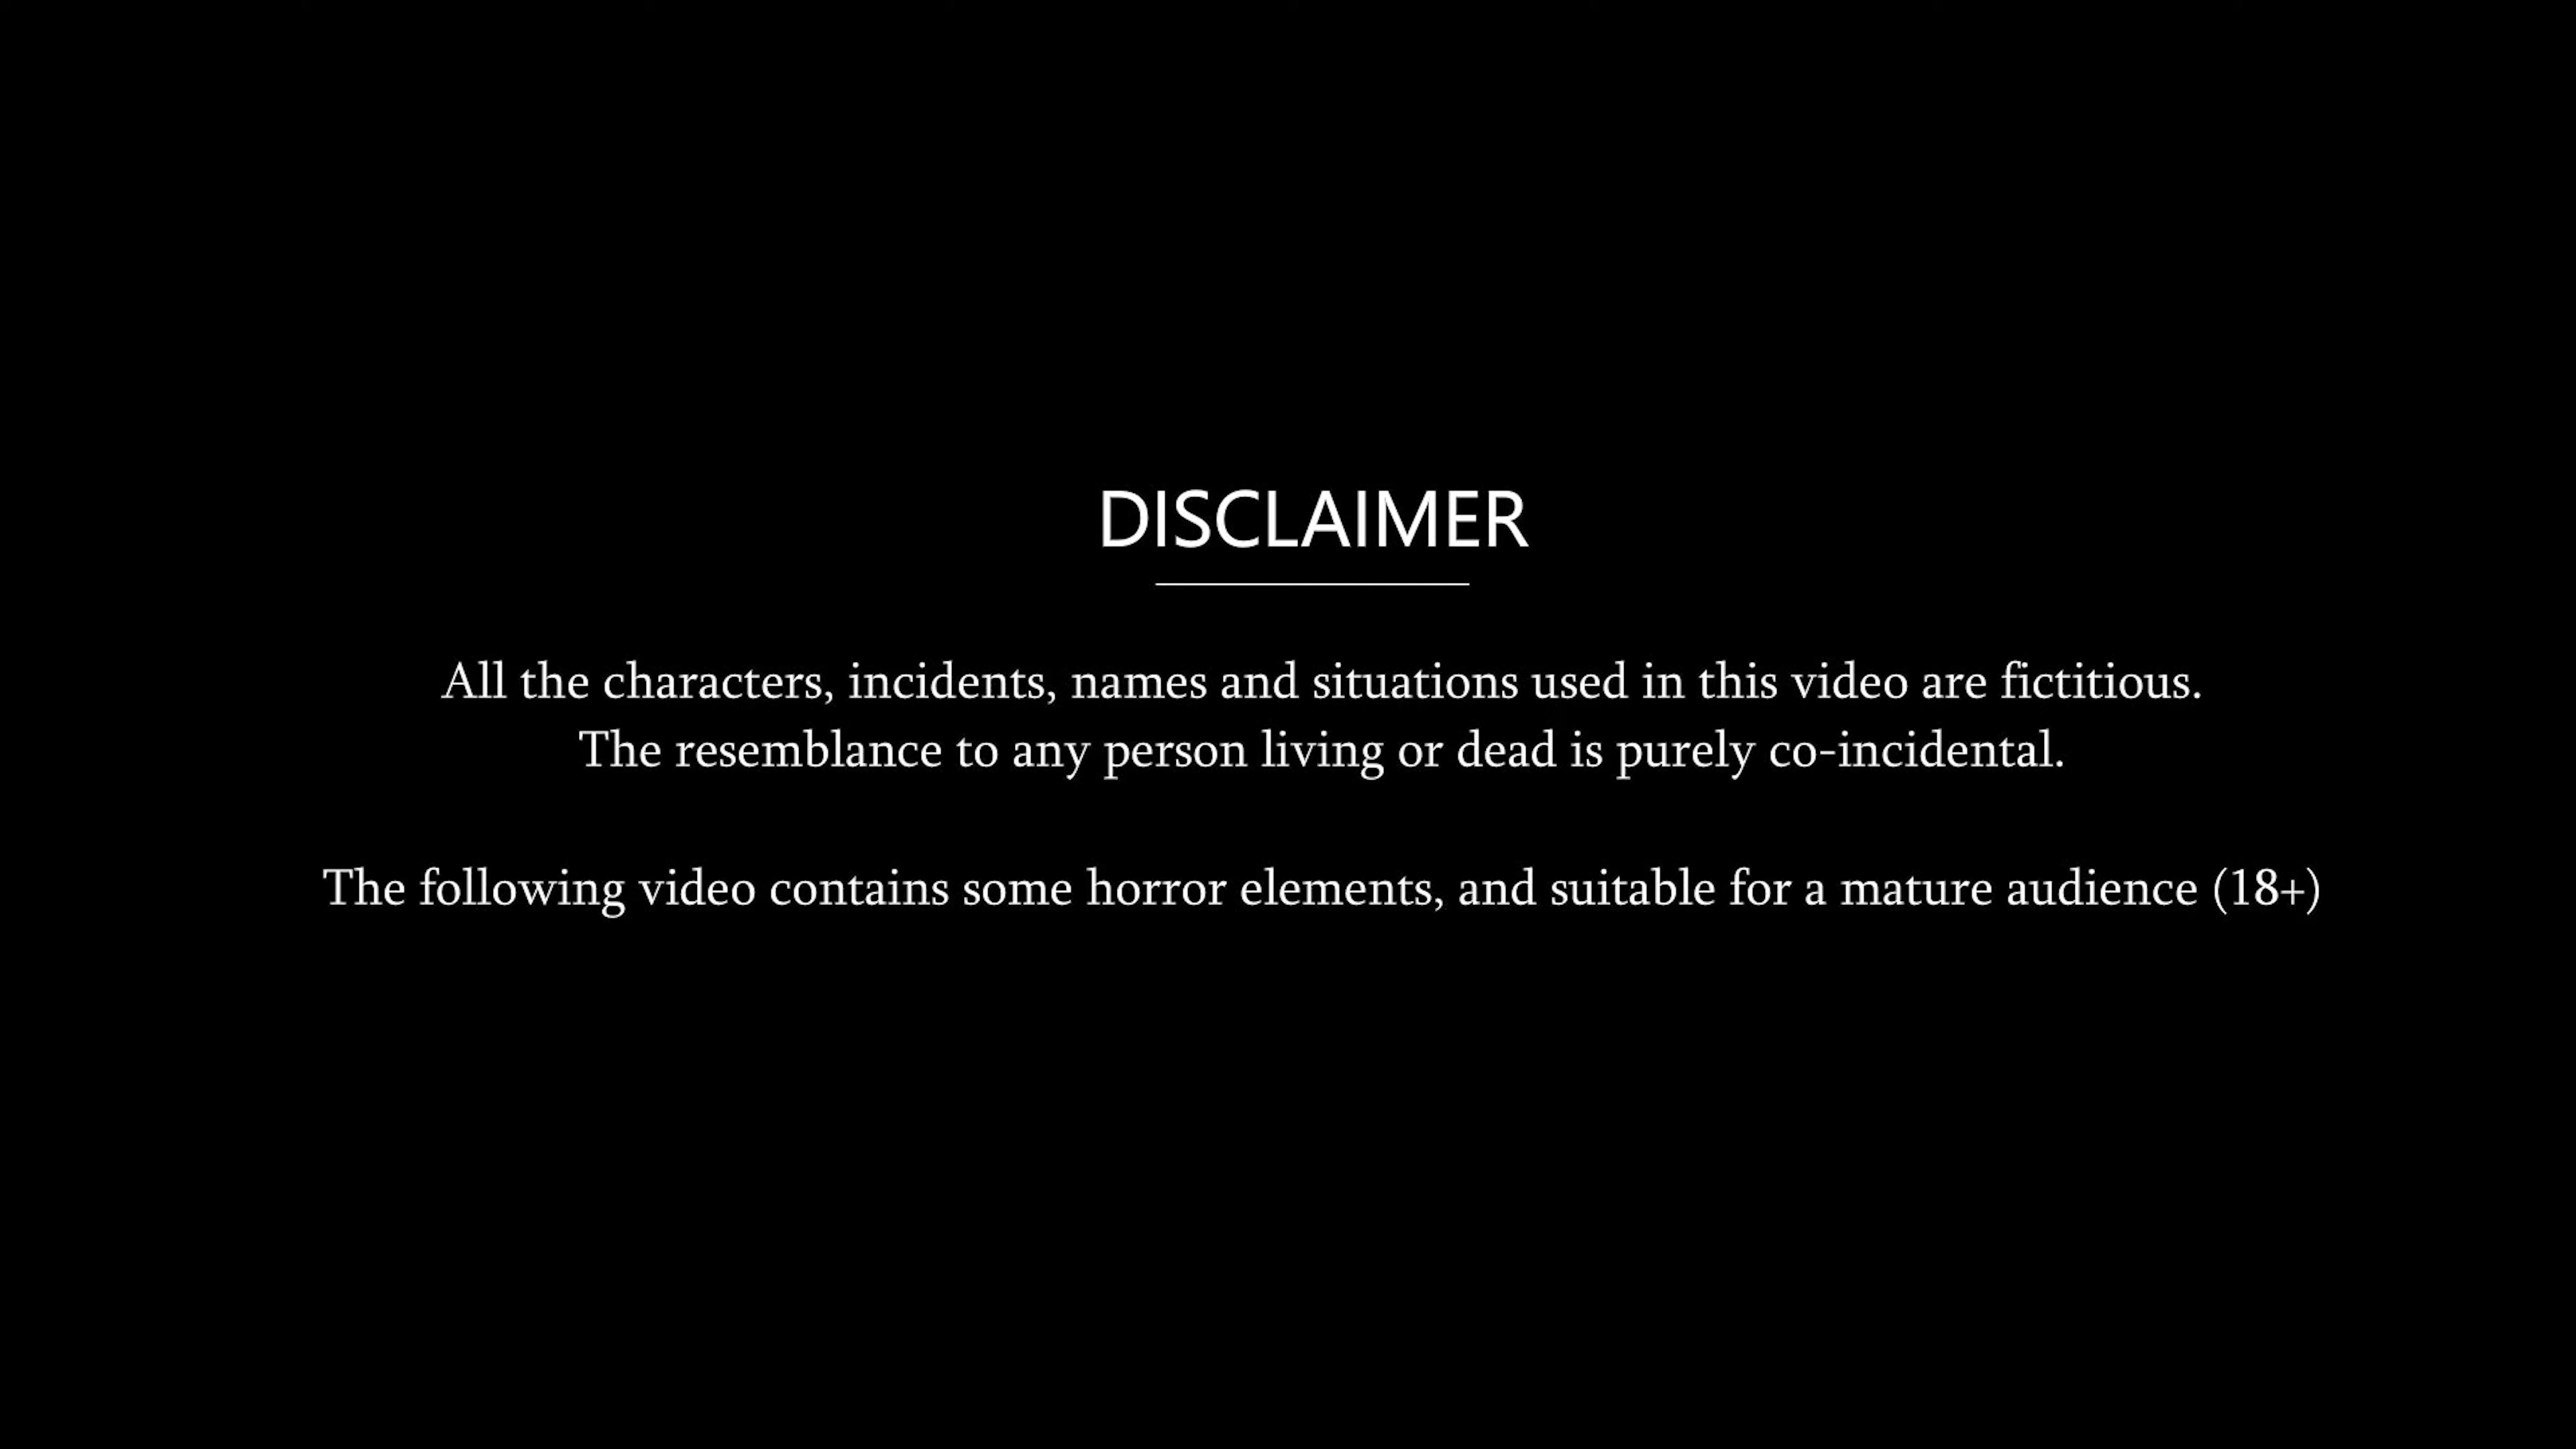 DISCLAIMER
All the characters, incidents, names and situations used in this video are fictitious.
The resemblance to any person living or dead is purely co-incidental.
The following video contains some horror elements, and suitable for a mature audience (18+)